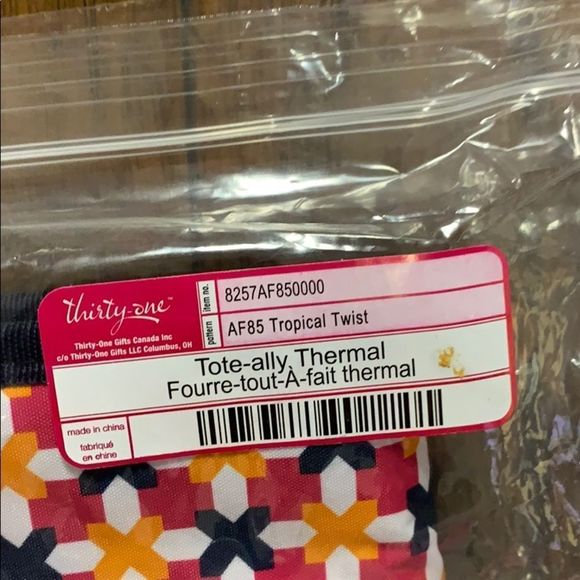 thirty-one™
Thirty-One Gifts Canada Inc
c/o Thirty-One Gifts LLC Columbus, OH
item no.
8257AF850000
pattern
AF85 Tropical Twist
Tote-ally Thermal
Fourre-tout-À-fait thermal
made in china
fabriqué
en chine